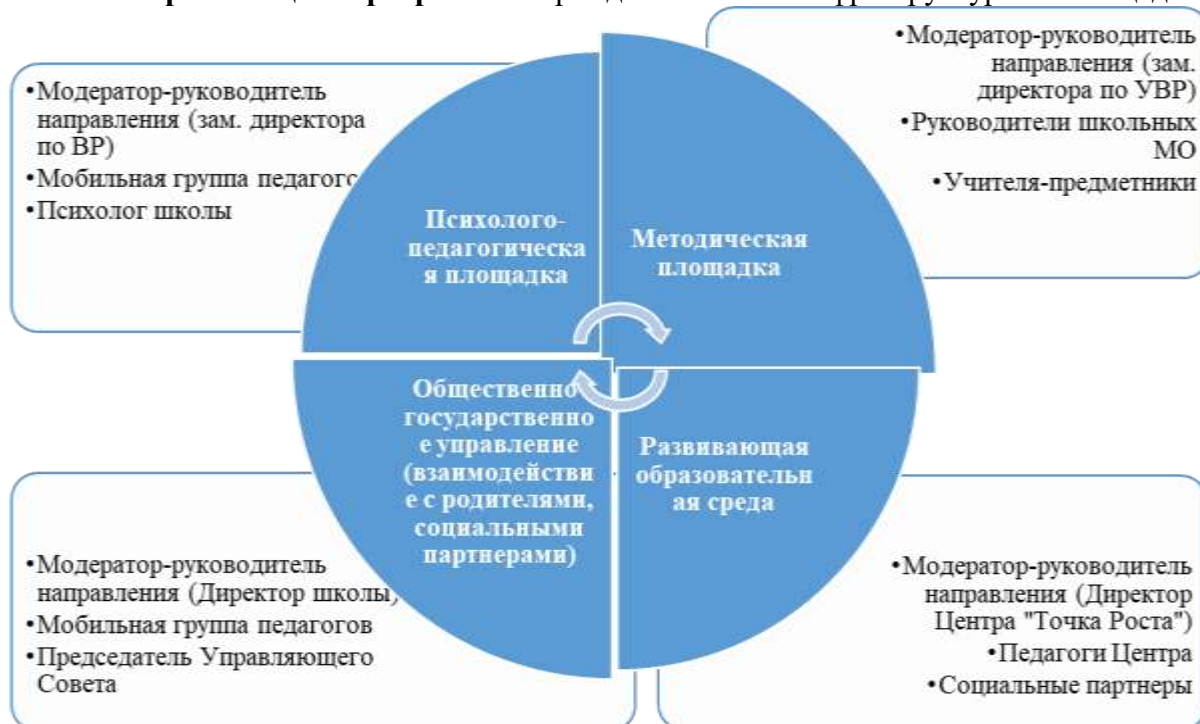 •Модератор-руководитель
направления (зам. директора
по ВР)
•Мобильная группа
•Психолог школы
•Модератор-руководитель
направления (зам.
директора по УВР)
•Руководители школьных
МО
•Учителя-предметники
Психолого-
педагогическа
я площадка
Методическая
площадка
Общественно-
государственно
е управление
(взаимодействи
е с родителями,
социальными
партнерами)
Развивающая
образовательн
ая среда
•Модератор-руководитель
направления (Директор школы)
•Мобильная группа педагогов
•Председатель Управляющего
Совета
•Модератор-руководитель
направления (Директор
Центра "Точка Роста")
•Педагоги Центра
•Социальные партнеры